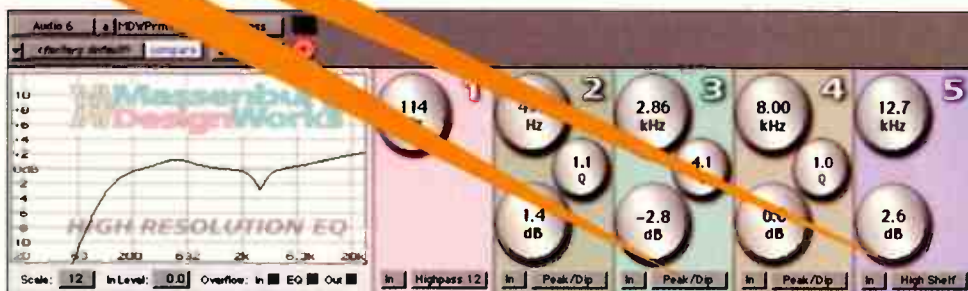 Audio 6 a
<factory default> compare
Massenburg
DesignWorks
HIGH RESOLUTION EQ
Scale: 12 In Level: 0.0 Overflow: In EQ Out
1
114
In Highpass 12
2
Hz
1.1
Q
1.4
dB
In Peak/Dip
3
2.86
kHz
4.1
-2.8
dB
In Peak/Dip
4
8.00
kHz
1.0
Q
dB
In Peak/Dip
5
12.7
kHz
2.6
dB
In High Shelf